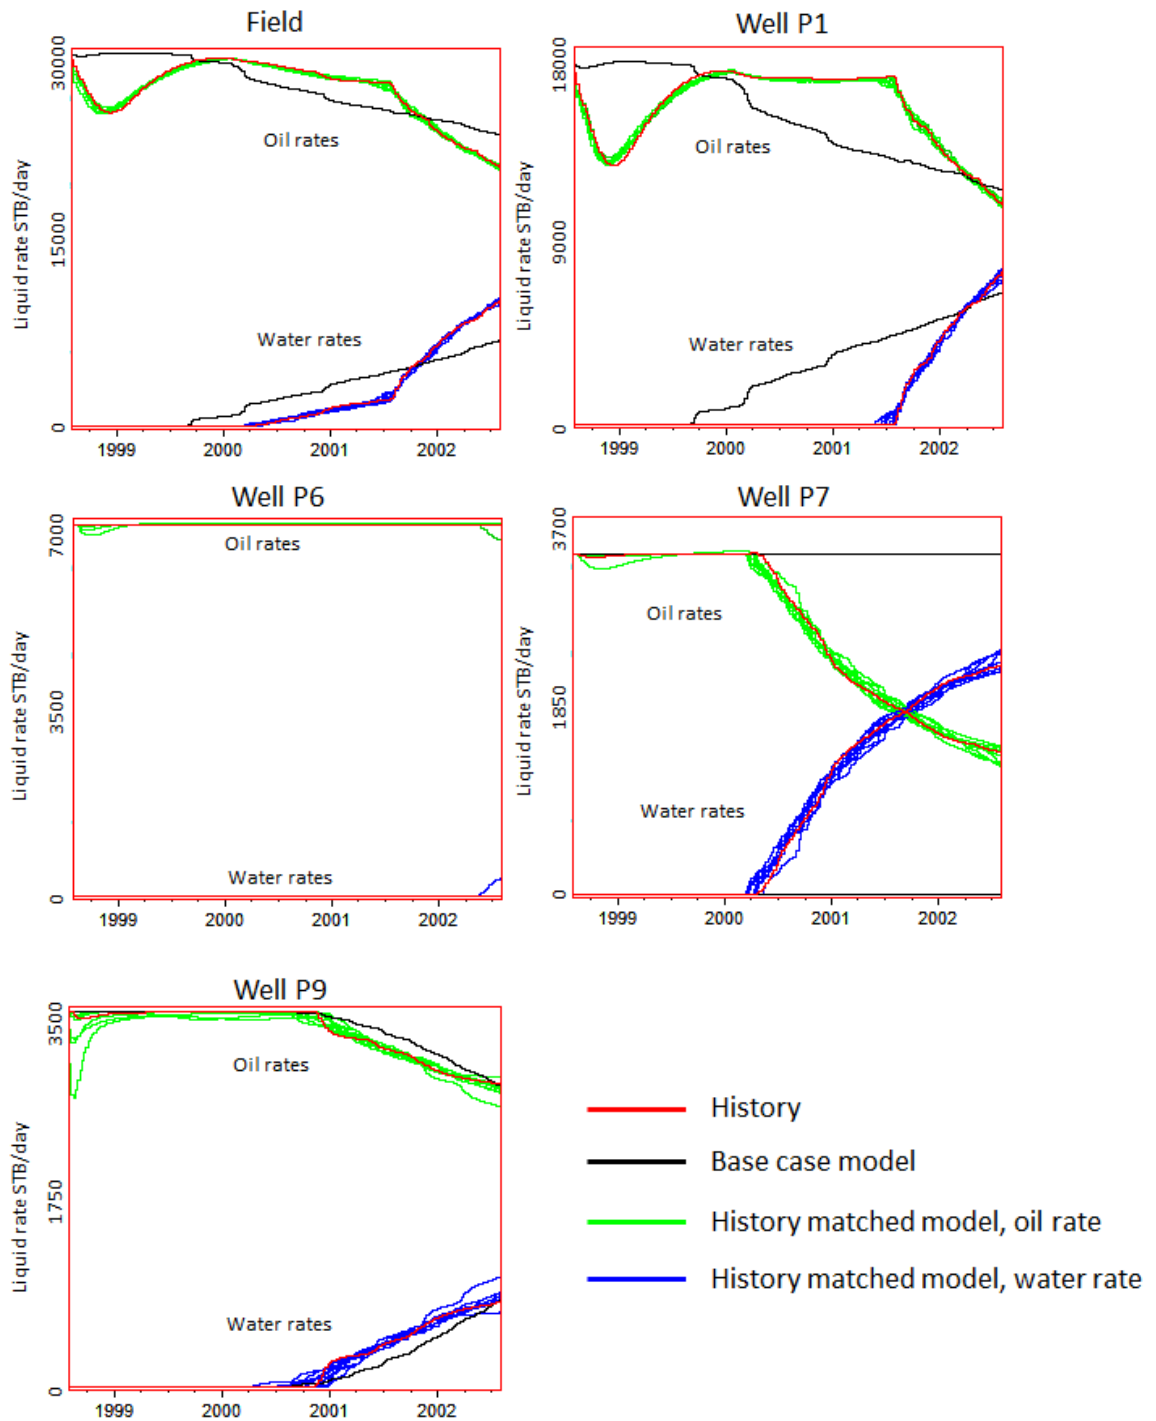 Field
Liquid rate STB/day
30000
15000
0
Oil rates
Water rates
1999 2000 2001 2002
Well P1
Liquid rate STB/day
18000
9000
0
Oil rates
Water rates
1999 2000 2001 2002
Well P6
Liquid rate STB/day
7000
3500
0
Oil rates
Water rates
1999 2000 2001 2002
Well P7
Liquid rate STB/day
3700
1850
0
Oil rates
Water rates
1999 2000 2001 2002
Well P9
Liquid rate STB/day
3500
1750
0
Oil rates
Water rates
1999 2000 2001 2002
History
Base case model
History matched model, oil rate
History matched model, water rate